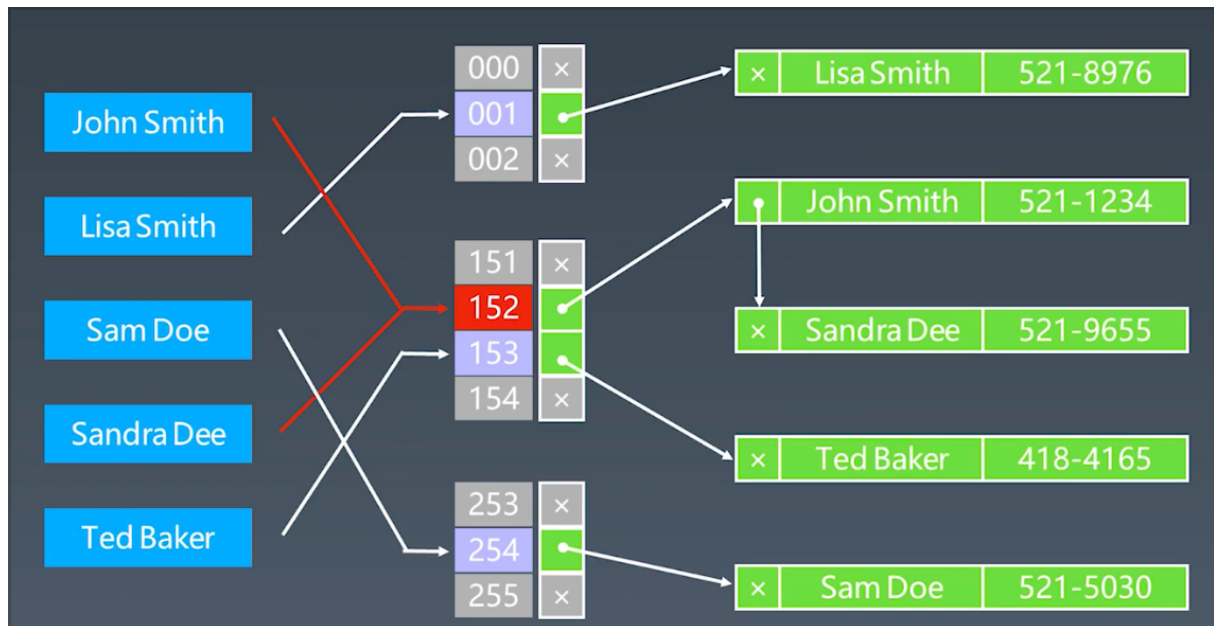 John Smith
Lisa Smith
Sam Doe
Sandra Dee
Ted Baker
000 ×
001
002 ×
151 ×
152
153
154 ×
253 ×
254
255 ×
× Lisa Smith 521-8976
John Smith 521-1234
× Sandra Dee 521-9655
× Ted Baker 418-4165
× Sam Doe 521-5030